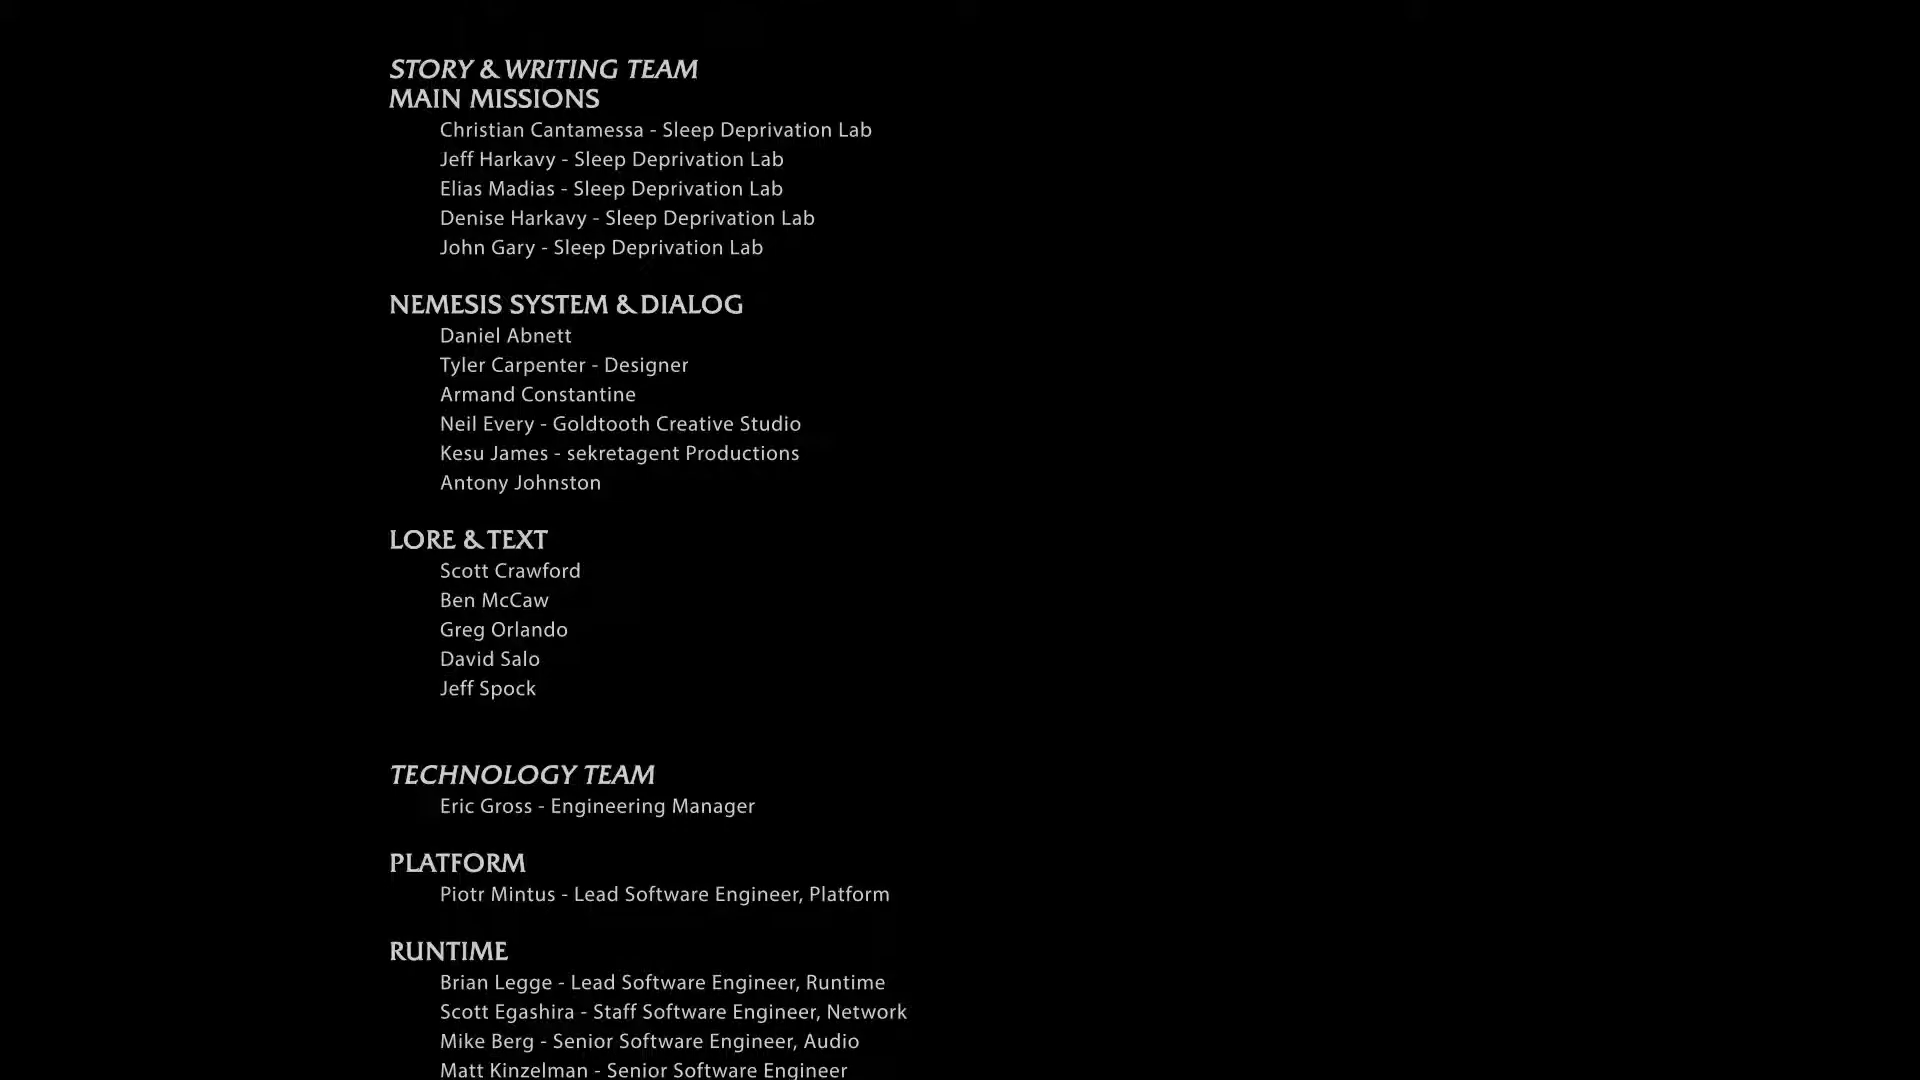 STORY & WRITING TEAM
MAIN MISSIONS
Christian Cantamessa - Sleep Deprivation Lab
Jeff Harkavy - Sleep Deprivation Lab
Elias Madias - Sleep Deprivation Lab
Denise Harkavy - Sleep Deprivation Lab
John Gary - Sleep Deprivation Lab
NEMESIS SYSTEM & DIALOG
Daniel Abnett
Tyler Carpenter - Designer
Armand Constantine
Neil Every - Goldtooth Creative Studio
Kesu James - sekretagent Productions
Antony Johnston
LORE & TEXT
Scott Crawford
Ben McCaw
Greg Orlando
David Salo
Jeff Spock
TECHNOLOGY TEAM
Eric Gross - Engineering Manager
PLATFORM
Piotr Mintus - Lead Software Engineer, Platform
RUNTIME
Brian Legge - Lead Software Engineer, Runtime
Scott Egashira - Staff Software Engineer, Network
Mike Berg - Senior Software Engineer, Audio
Matt Kinzelman - Senior Software Engineer